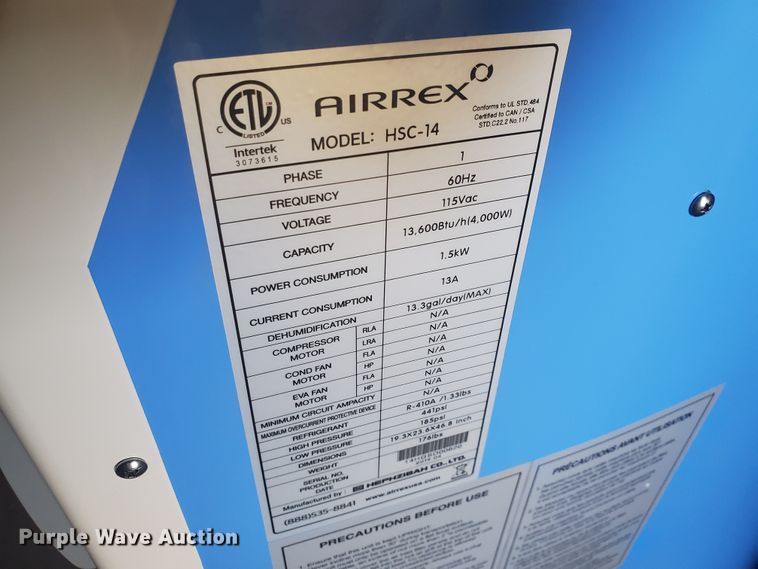 ETL
C US
LISTED
Intertek
3073615
AIRREX
MODEL: HSC-14
Conforms to UL STD.484
Certified to CAN / CSA
STD.C22.2 No.117
PHASE 1
FREQUENCY 60Hz
VOLTAGE 115Vac
CAPACITY 13,600Btu/h(4,000W)
POWER CONSUMPTION 1.5kW
CURRENT CONSUMPTION 13A
DEHUMIDIFICATION 13.3gal/day(MAX)
COMPRESSOR MOTOR RLA N/A
LRA N/A
COND FAN MOTOR FLA N/A
HP N/A
EVA FAN MOTOR FLA N/A
HP N/A
MINIMUM CIRCUIT AMPACITY N/A
MAXIMUM OVERCURRENT PROTECTIVE DEVICE N/A
REFRIGERANT R-410A /1.33lbs
HIGH PRESSURE 441psi
LOW PRESSURE 185psi
DIMENSIONS 19.3X23.6X46.8 inch
WEIGHT 176lbs
SERIAL NO.
PRODUCTION DATE
Manufactured by HEPHZIBAH CO., LTD.
(888)535-8841 www.airrexusa.com
PRECAUTIONS BEFORE USE
PRÉCAUTIONS AVANT UTILISATION
Purple Wave Auction